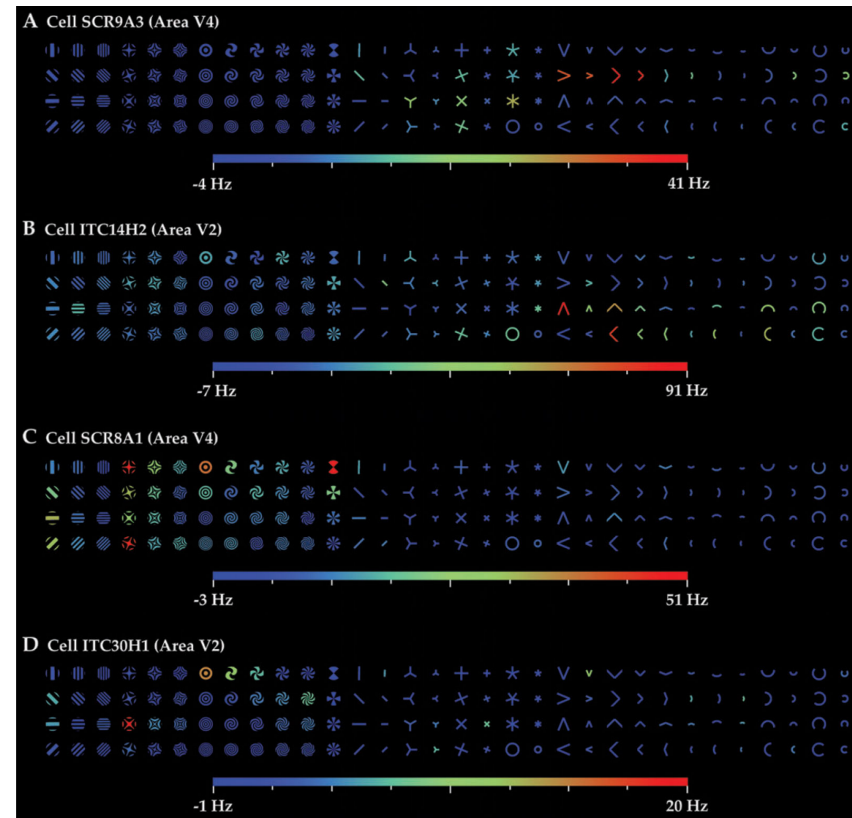 A Cell SCR9A3 (Area V4)
-4 Hz 41 Hz
B Cell ITC14H2 (Area V2)
-7 Hz 91 Hz
C Cell SCR8A1 (Area V4)
-3 Hz 51 Hz
D Cell ITC30H1 (Area V2)
-1 Hz 20 Hz